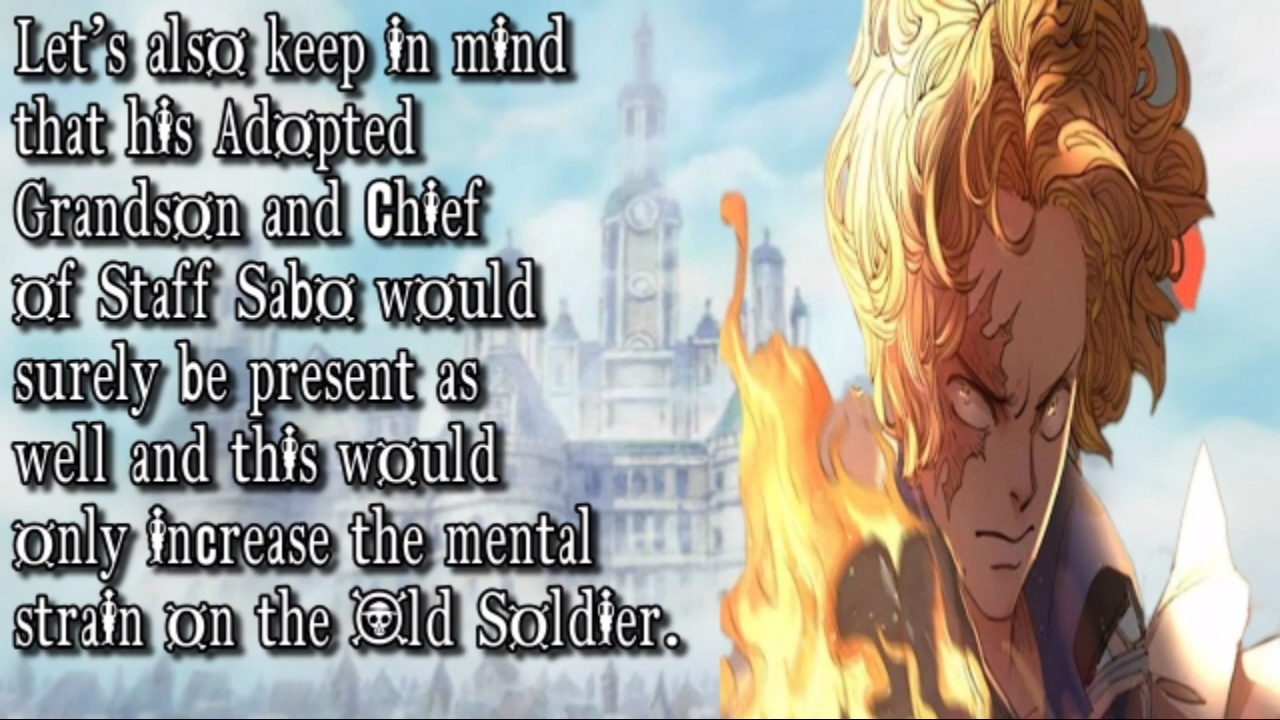 Let's also keep in mind
that his Adopted
Grandson and Chief
of Staff Sabo would
surely be present as
well and this would
only increase the mental
strain on the Old Soldier.